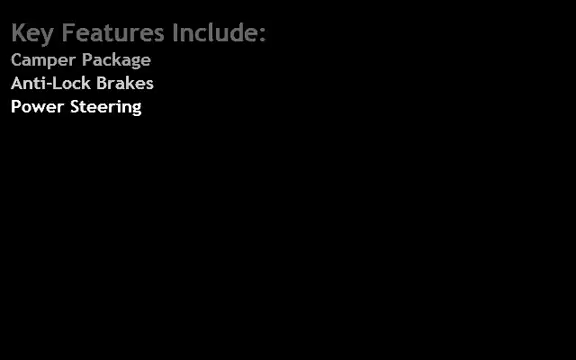 Key Features Include:
Camper Package
Anti-Lock Brakes
Power Steering